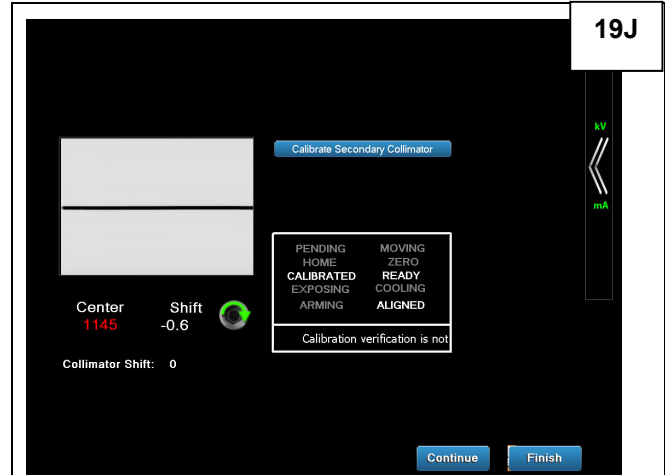 19J
kV
mA
Calibrate Secondary Collimator
PENDING MOVING
HOME ZERO
CALIBRATED READY
EXPOSING COOLING
ARMING ALIGNED
Calibration verification is not
Center Shift
1145 -0.6
Collimator Shift: 0
Continue Finish